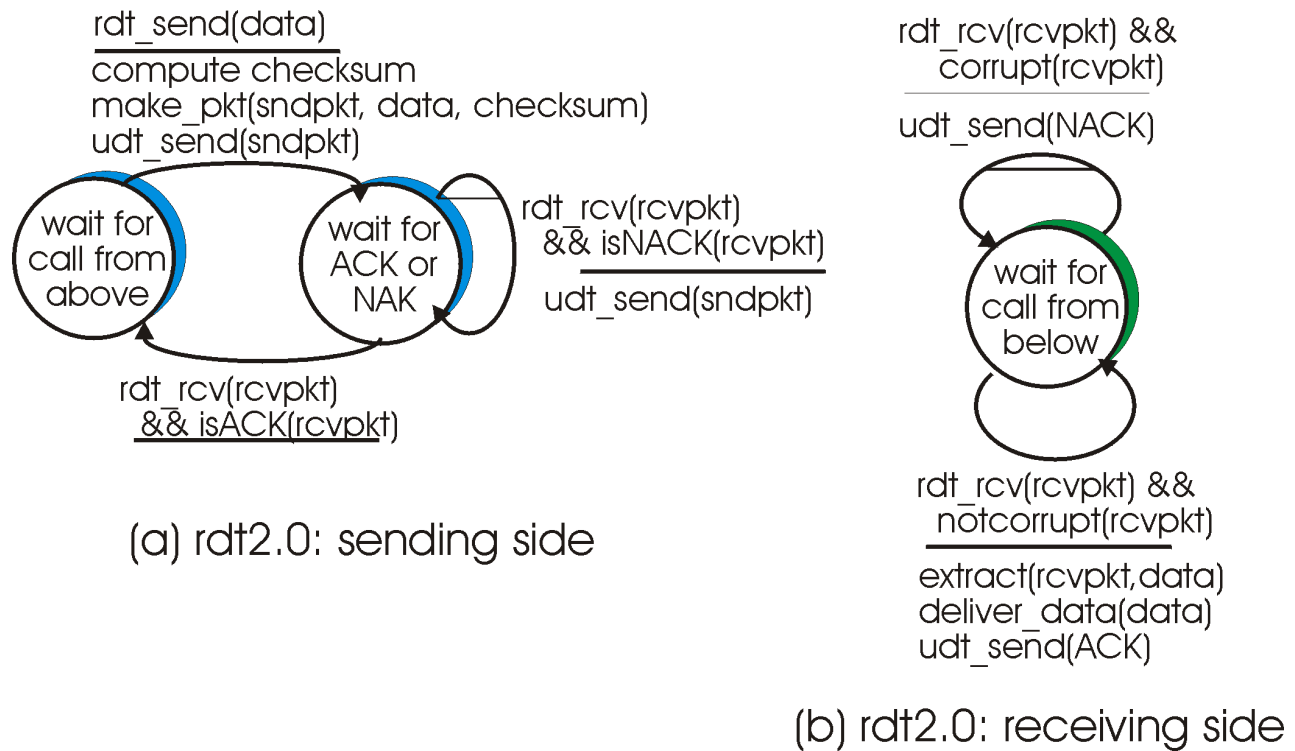 rdt_send(data)
compute checksum
make_pkt(sndpkt, data, checksum)
udt_send(sndpkt)
wait for
call from
above
wait for
ACK or
NAK
rdt_rcv(rcvpkt)
&& isNACK(rcvpkt)
udt_send(sndpkt)
rdt_rcv(rcvpkt)
&& isACK(rcvpkt)
(a) rdt2.0: sending side
rdt_rcv(rcvpkt) &&
corrupt(rcvpkt)
udt_send(NACK)
wait for
call from
below
rdt_rcv(rcvpkt) &&
notcorrupt(rcvpkt)
extract(rcvpkt,data)
deliver_data(data)
udt_send(ACK)
(b) rdt2.0: receiving side